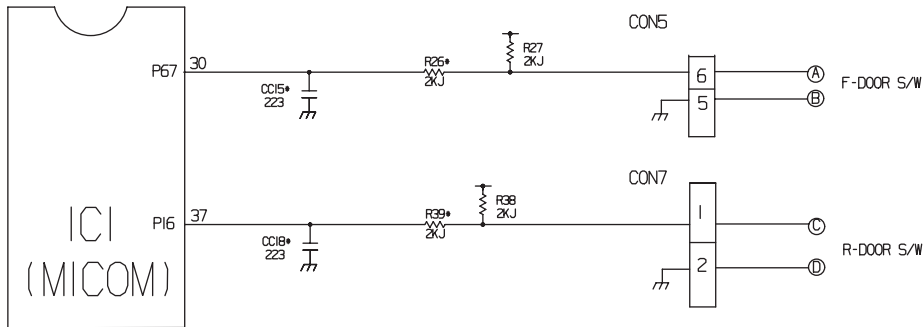 CON5
P67 30
CC15*
223
R26*
2KJ
R27
2KJ
6
5
A
B
F-DOOR S/W
CON7
IC1
(MICOM)
P16 37
CC18*
223
R39*
2KJ
R38
2KJ
1
2
C
D
R-DOOR S/W